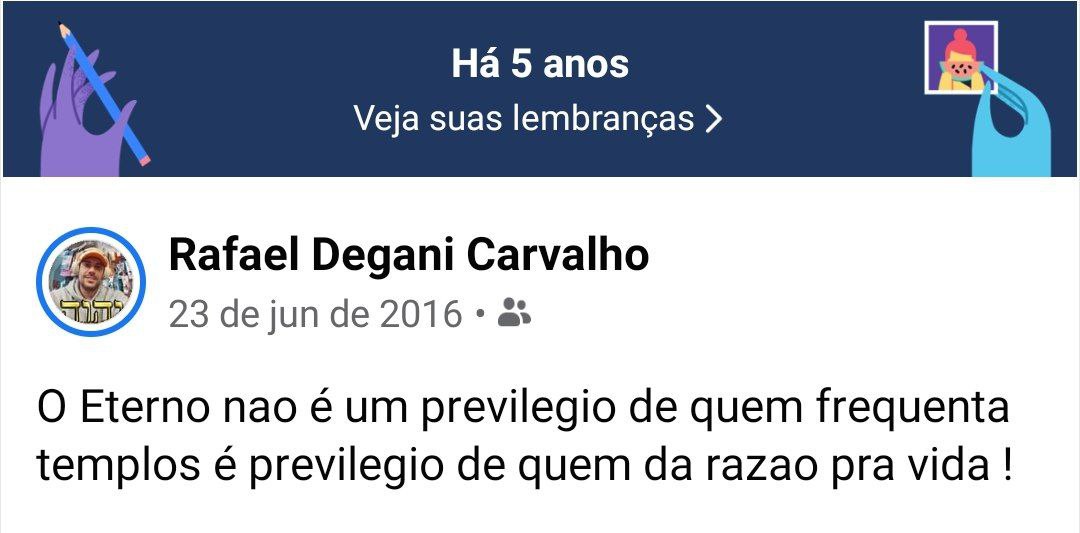 Há 5 anos
Veja suas lembranças
Rafael Degani Carvalho
יהוה
23 de jun de 2016
O Eterno nao é um previlegio de quem frequenta
templos é previlegio de quem da razao pra vida !